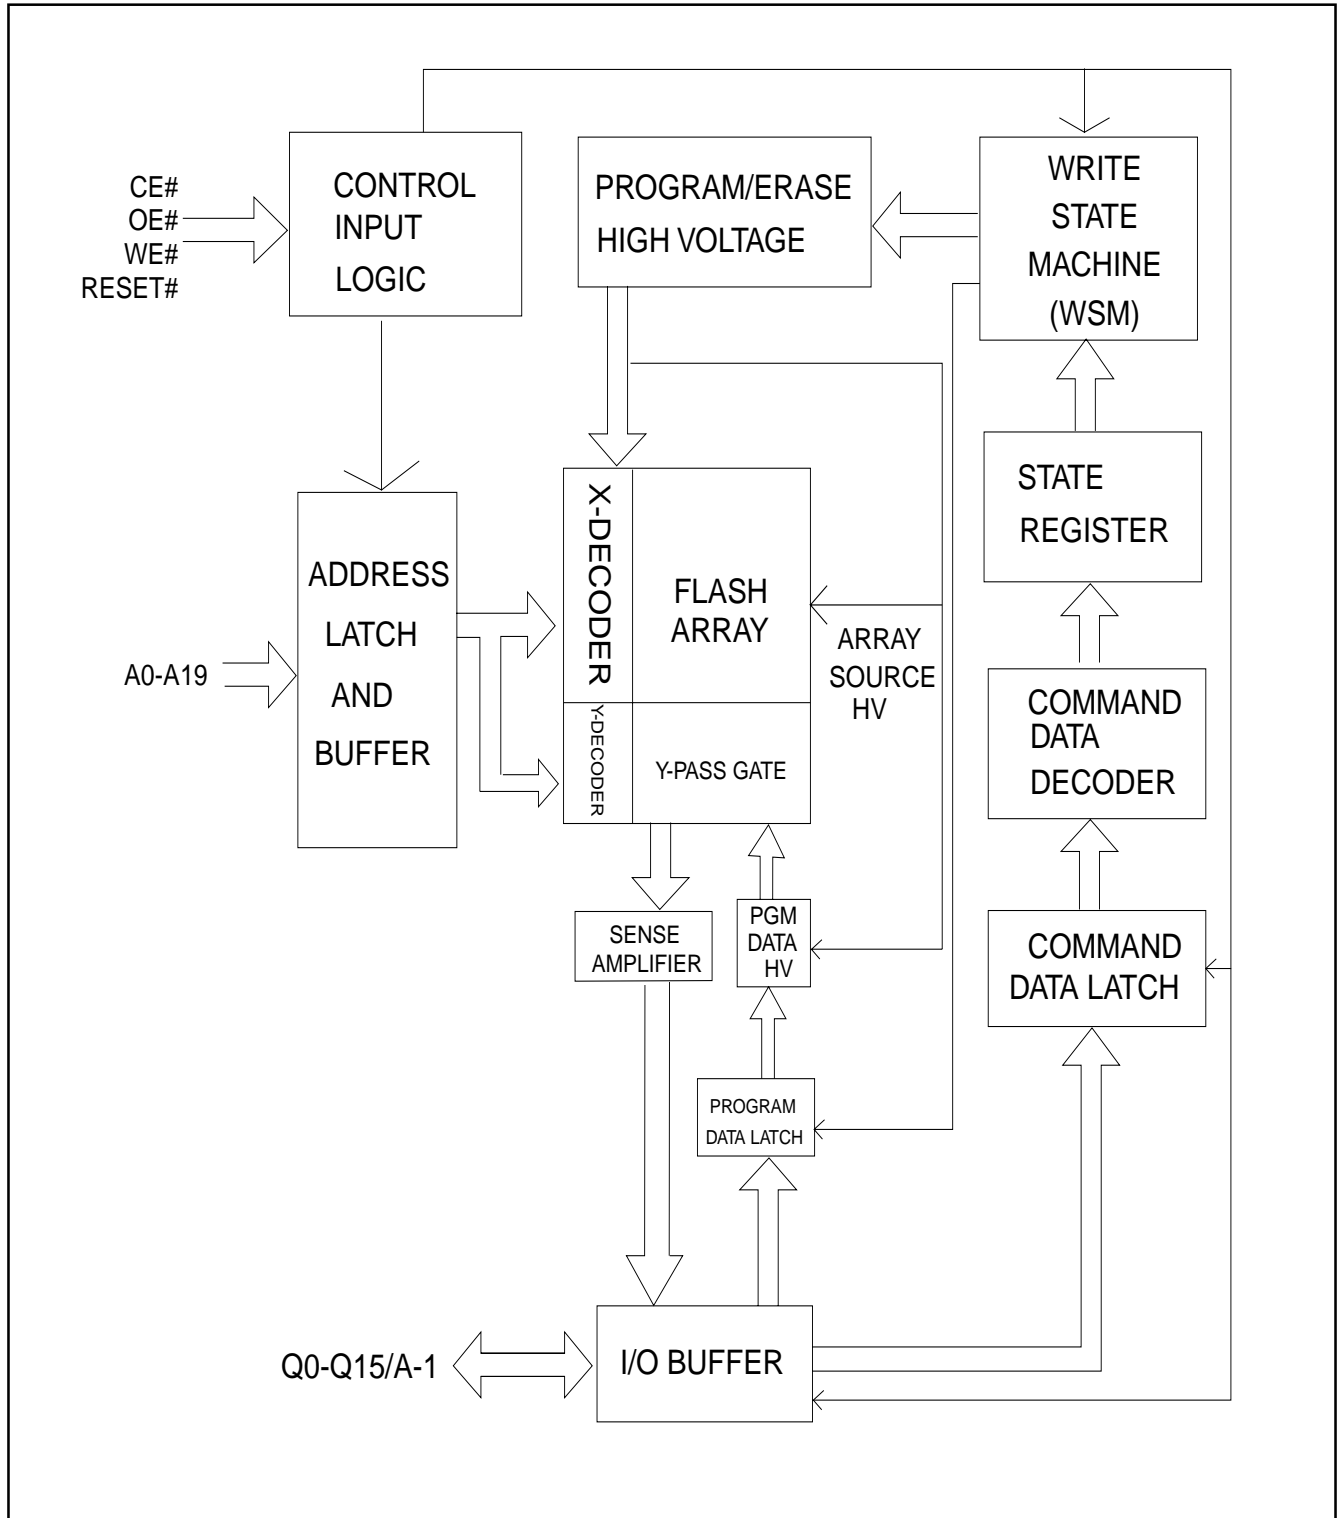 CE#
OE#
WE#
RESET#
CONTROL
INPUT
LOGIC
PROGRAM/ERASE
HIGH VOLTAGE
WRITE
STATE
MACHINE
(WSM)
STATE
REGISTER
ADDRESS
LATCH
AND
BUFFER
A0-A19
X-DECODER
FLASH
ARRAY
ARRAY
SOURCE
HV
Y-DECODER
Y-PASS GATE
COMMAND
DATA
DECODER
SENSE
AMPLIFIER
PGM
DATA
HV
COMMAND
DATA LATCH
PROGRAM
DATA LATCH
Q0-Q15/A-1
I/O BUFFER